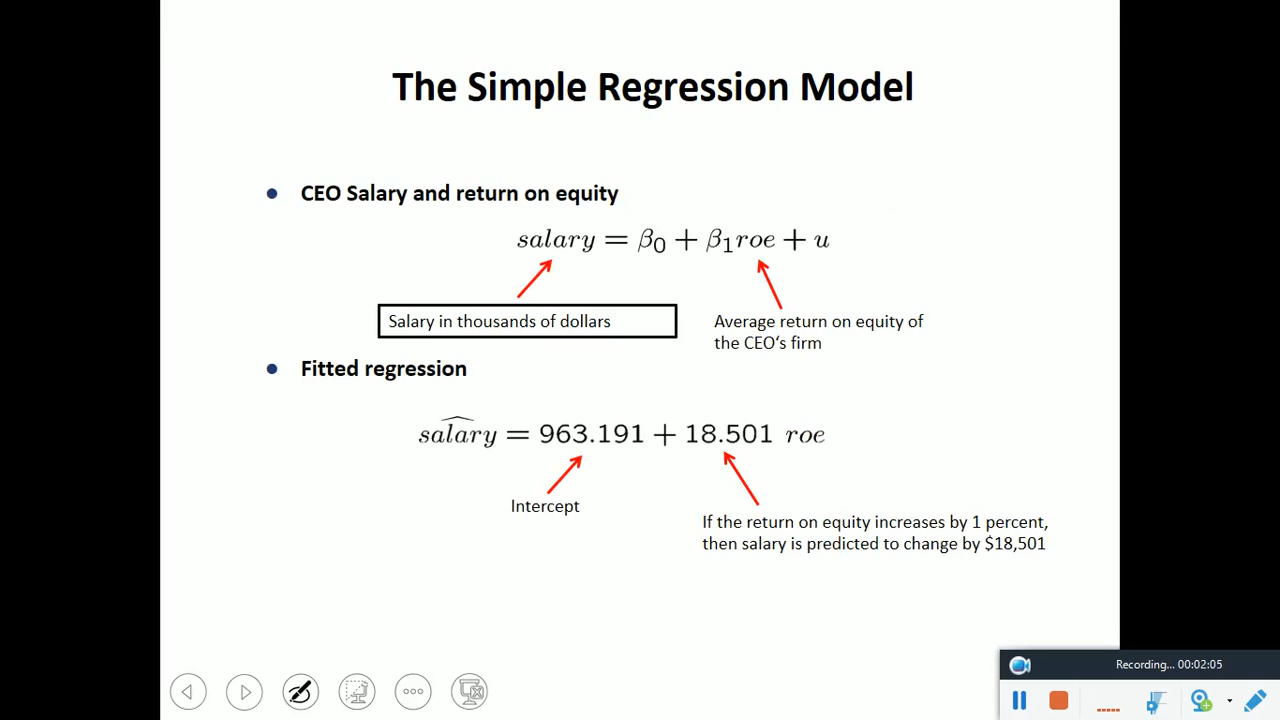 The Simple Regression Model
• CEO Salary and return on equity
salary = β₀ + β₁roe + u
Salary in thousands of dollars
Average return on equity of
the CEO‘s firm
• Fitted regression
\widehat{salary} = 963.191 + 18.501 roe
Intercept
If the return on equity increases by 1 percent,
then salary is predicted to change by $18,501
Recording... 00:02:05